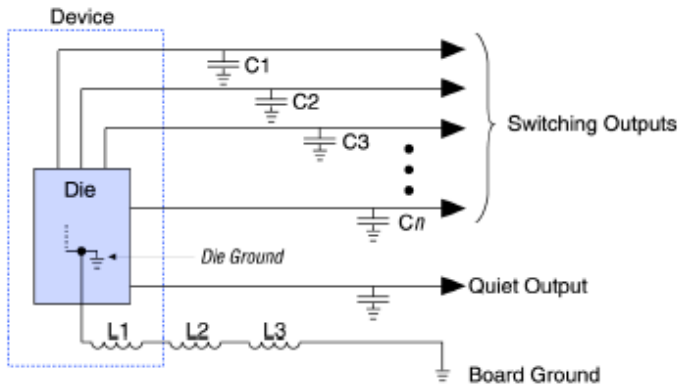 Device
C1
C2
C3
Switching Outputs
Die
Cn
Die Ground
Quiet Output
L1 L2 L3
Board Ground